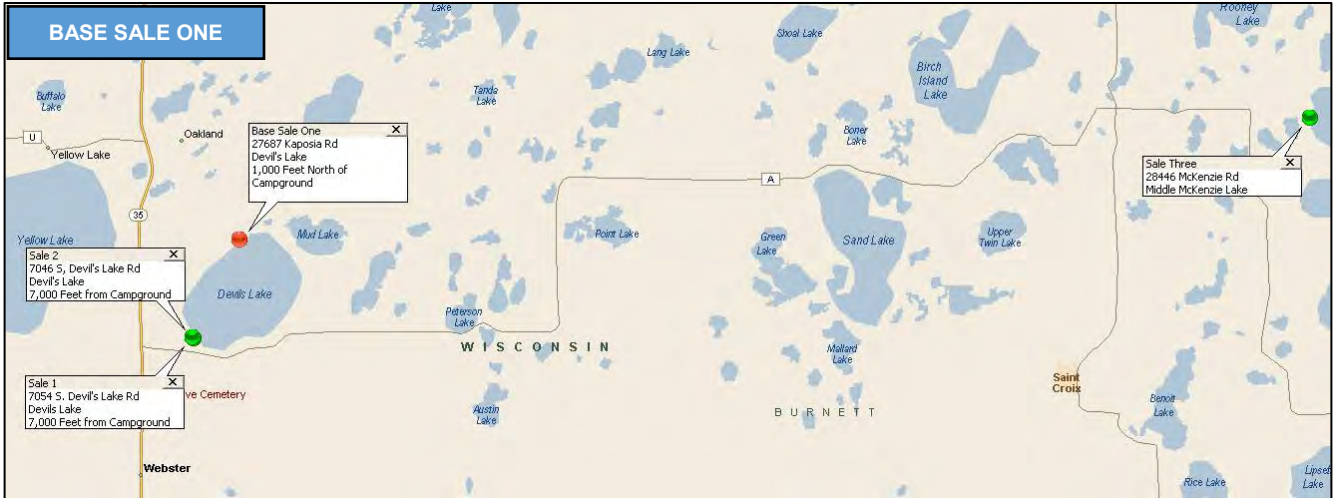 BASE SALE ONE
Lake
Rooney
Lake
Shoal Lake
Lang Lake
Birch
Island
Lake
Buffalo
Lake
Tanda
Lake
Boner
Lake
U
Oakland
Yellow Lake
Base Sale One
27687 Kaposia Rd
Devil's Lake
1,000 Feet North of
Campground
Sale Three
28446 McKenzie Rd
Middle McKenzie Lake
A
35
Yellow Lake
Mud Lake
Point Lake
Green
Lake
Sand Lake
Upper
Twin Lake
Sale 2
7046 S, Devil's Lake Rd
Devil's Lake
7,000 Feet from Campground
Devils Lake
Peterson
Lake
WISCONSIN
Mallard
Lake
Sale 1
7054 S. Devil's Lake Rd
Devils Lake
7,000 Feet from Campground
ve Cemetery
Saint
Croix
Austin
Lake
BURNETT
Benoit
Lake
Webster
Rice Lake
Lipset
Lake